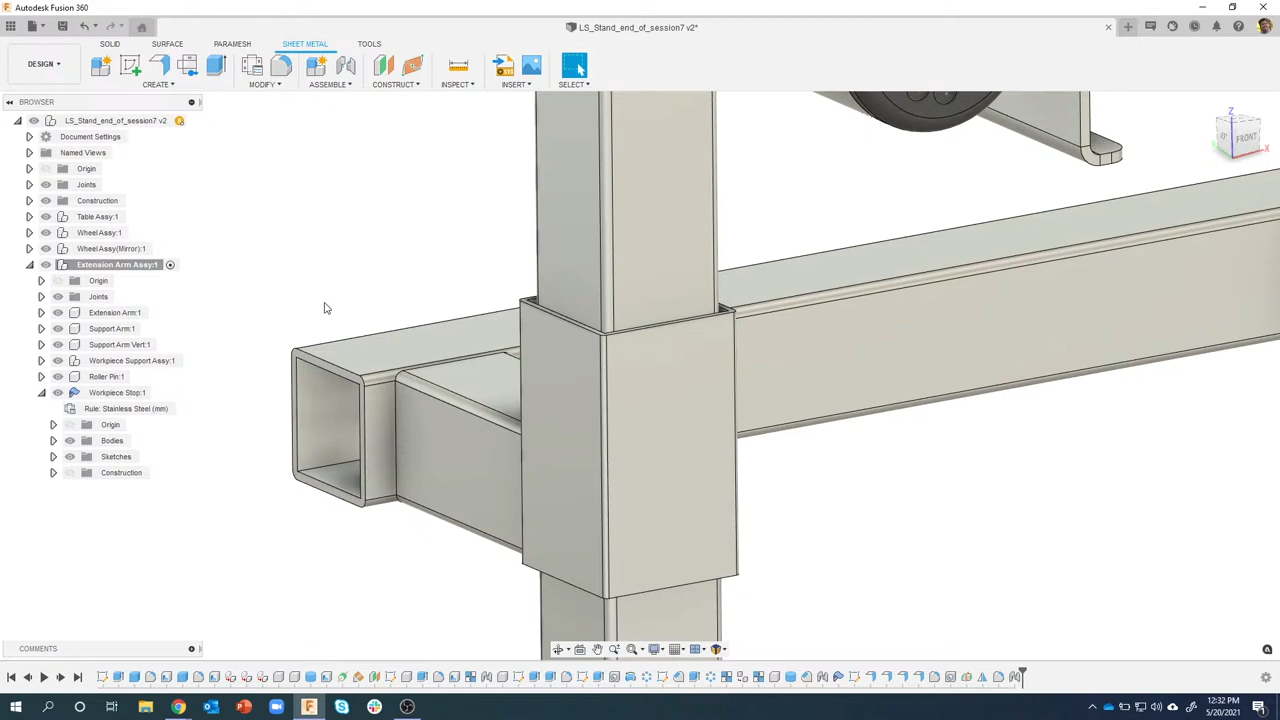 Autodesk Fusion 360
LS_Stand_end_of_session7 v2*
SOLID SURFACE PARAMESH SHEET METAL TOOLS
DESIGN
CREATE MODIFY ASSEMBLE CONSTRUCT INSPECT INSERT SELECT
BROWSER
LS_Stand_end_of_session7 v2
Document Settings
Named Views
Origin
Joints
Construction
Table Assy:1
Wheel Assy:1
Wheel Assy(Mirror):1
Extension Arm Assy:1
Origin
Joints
Extension Arm:1
Support Arm:1
Support Arm Vert:1
Workpiece Support Assy:1
Roller Pin:1
Workpiece Stop:1
Rule: Stainless Steel (mm)
Origin
Bodies
Sketches
Construction
Z
FRONT
X
COMMENTS
12:32 PM
5/20/2021